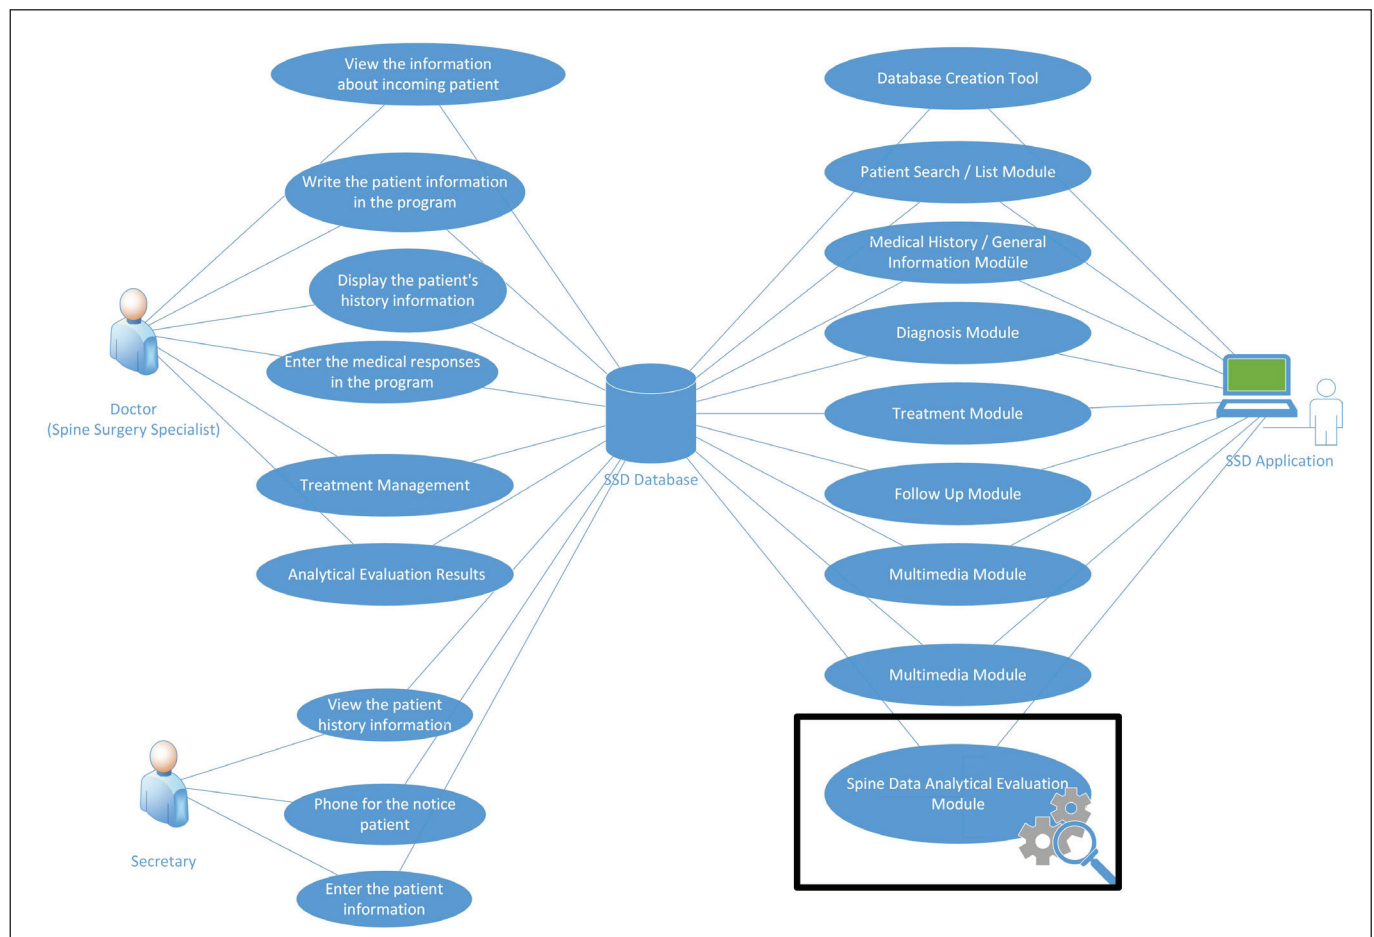 View the information
about incoming patient
Write the patient information
in the program
Display the patient's
history information
Enter the medical responses
in the program
Doctor
(Spine Surgery Specialist)
Treatment Management
Analytical Evaluation Results
View the patient
history information
Phone for the notice
patient
Secretary
Enter the patient
information
SSD Database
Database Creation Tool
Patient Search / List Module
Medical History / General
Information Modüle
Diagnosis Module
Treatment Module
Follow Up Module
Multimedia Module
Multimedia Module
Spine Data Analytical Evaluation
Module
SSD Application